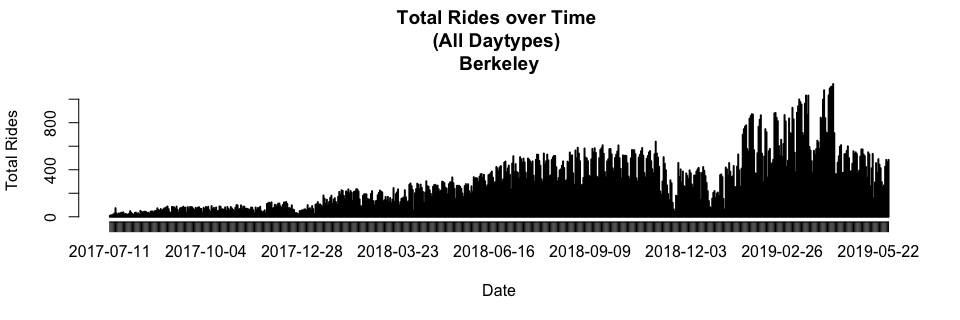 Total Rides over Time
(All Daytypes)
Berkeley
Total Rides
800
400
0
2017-07-11 2017-10-04 2017-12-28 2018-03-23 2018-06-16 2018-09-09 2018-12-03 2019-02-26 2019-05-22
Date